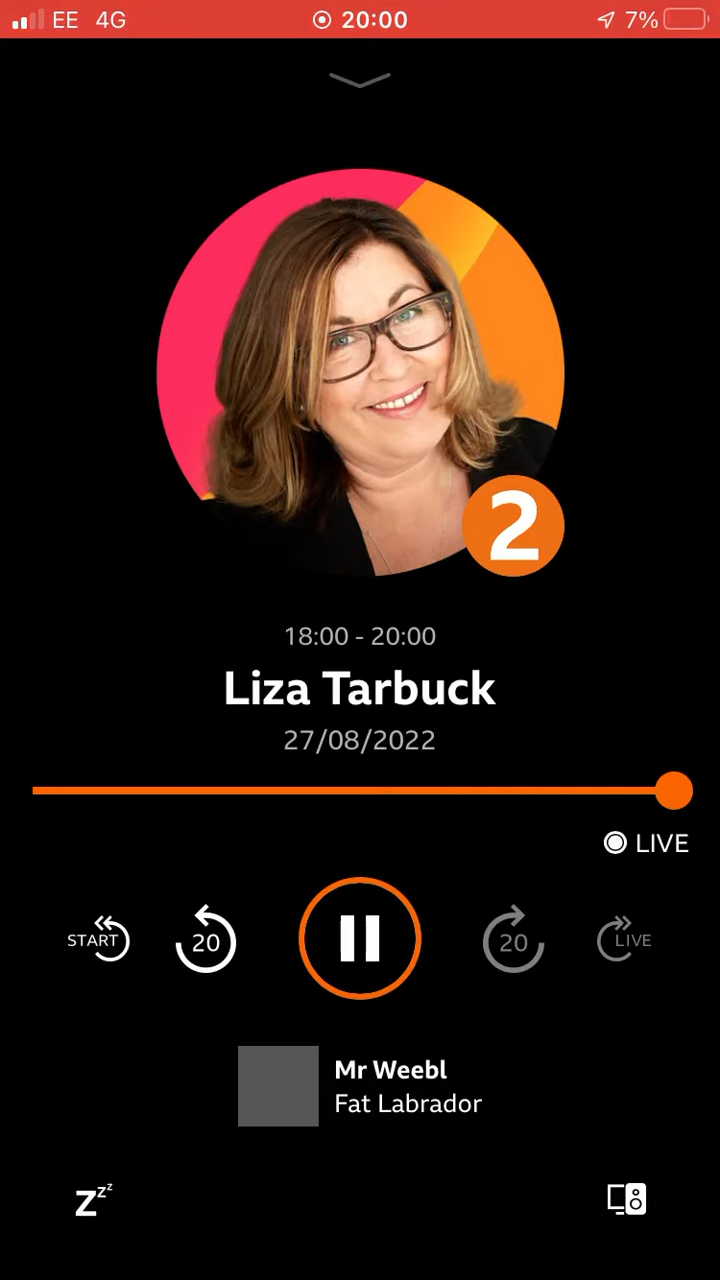 EE 4G 20:00 7%
2
18:00 - 20:00
Liza Tarbuck
27/08/2022
LIVE
START 20 20 LIVE
Mr Weebl
Fat Labrador
Zzz